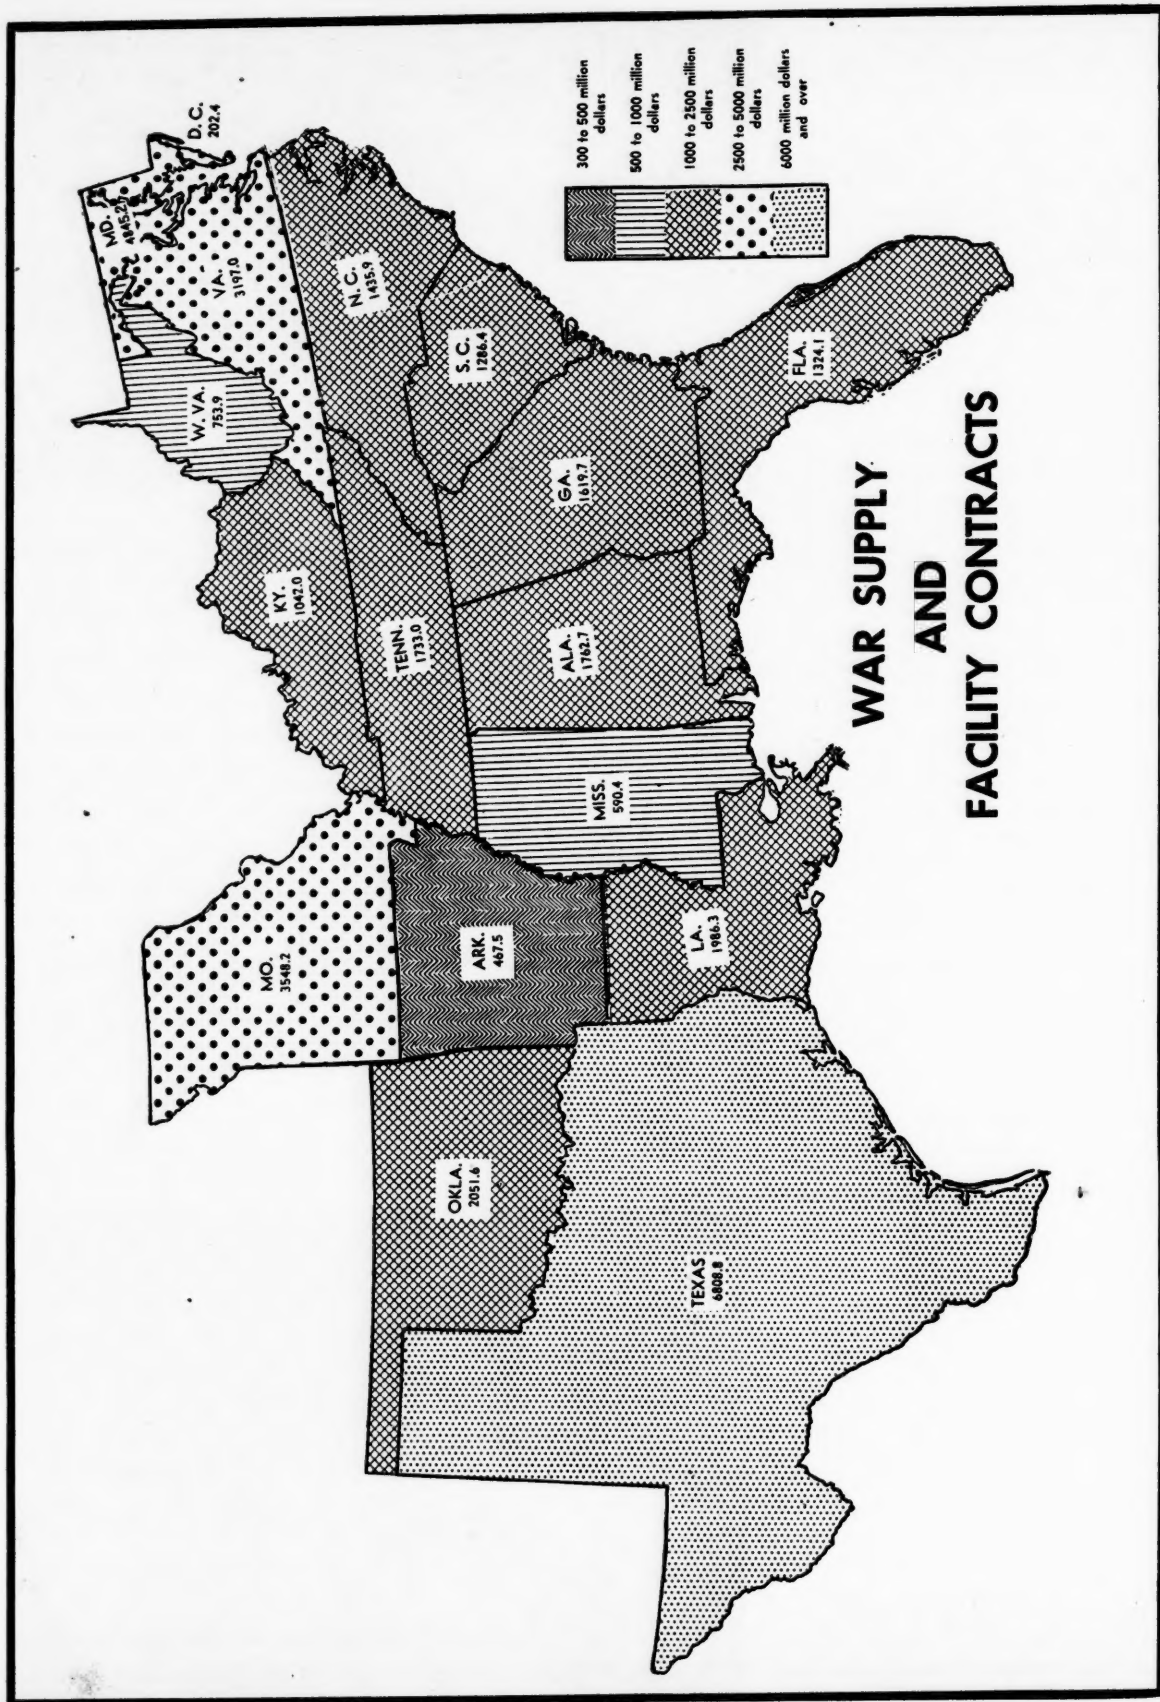 MO.
3548.2
W. VA.
753.9
MD.
4845.2
D. C.
202.4
VA.
3197.0
KY.
1042.0
OKLA.
2051.6
ARK.
467.5
TENN.
1733.0
N. C.
1435.9
S. C.
1286.4
MISS.
590.4
ALA.
1762.7
GA.
1619.7
TEXAS
6808.8
LA.
1986.3
FLA.
1324.1
300 to 500 million
dollars
500 to 1000 million
dollars
1000 to 2500 million
dollars
2500 to 5000 million
dollars
6000 million dollars
and over
WAR SUPPLY
AND
FACILITY CONTRACTS